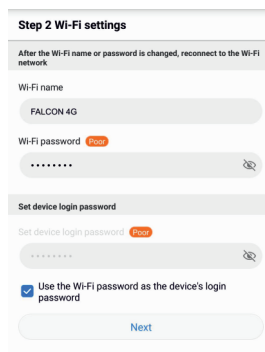 Step 2 Wi-Fi settings
After the Wi-Fi name or password is changed, reconnect to the Wi-Fi
network
Wi-Fi name
FALCON 4G
Wi-Fi password Poor
••••••••
Set device login password
Set device login password Poor
••••••••
Use the Wi-Fi password as the device's login
password
Next